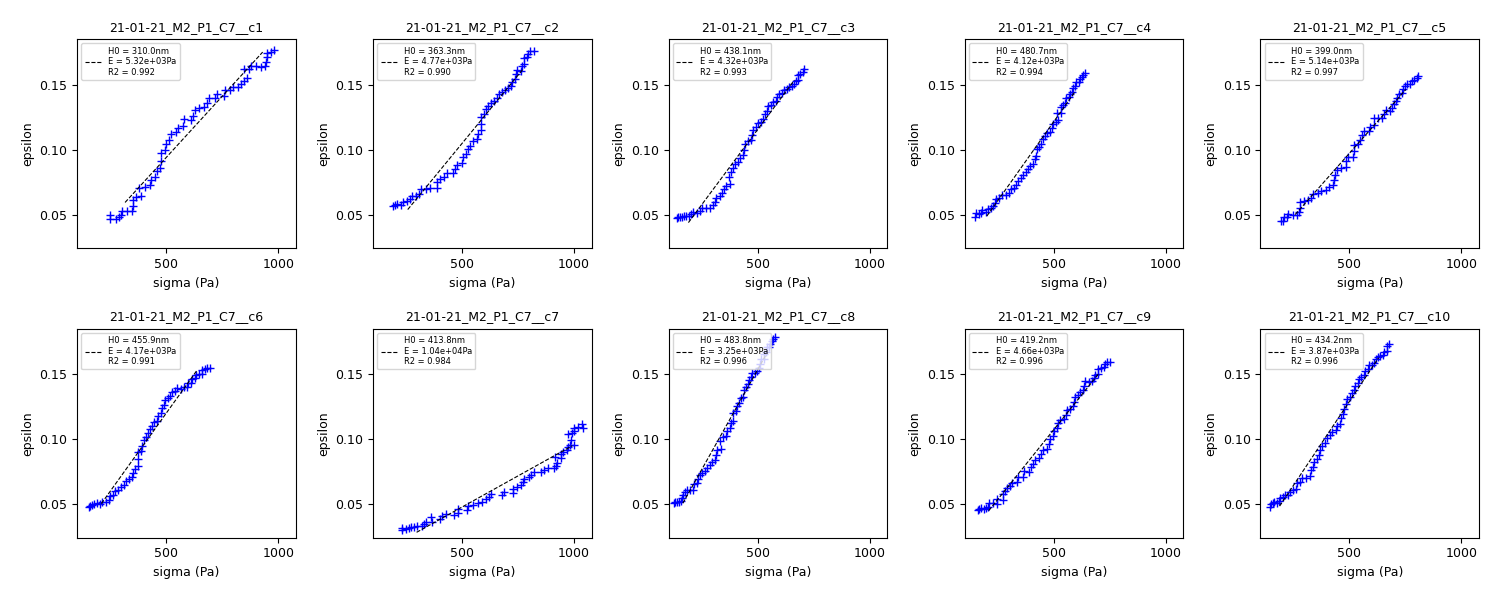 21-01-21_M2_P1_C7__c1
H0 = 310.0nm
E = 5.32e+03Pa
R2 = 0.992
0.15
0.10
0.05
epsilon
500
1000
sigma (Pa)
21-01-21_M2_P1_C7__c2
H0 = 363.3nm
E = 4.77e+03Pa
R2 = 0.990
0.15
0.10
0.05
epsilon
500
1000
sigma (Pa)
21-01-21_M2_P1_C7__c3
H0 = 438.1nm
E = 4.32e+03Pa
R2 = 0.993
0.15
0.10
0.05
epsilon
500
1000
sigma (Pa)
21-01-21_M2_P1_C7__c4
H0 = 480.7nm
E = 4.12e+03Pa
R2 = 0.994
0.15
0.10
0.05
epsilon
500
1000
sigma (Pa)
21-01-21_M2_P1_C7__c5
H0 = 399.0nm
E = 5.14e+03Pa
R2 = 0.997
0.15
0.10
0.05
epsilon
500
1000
sigma (Pa)
21-01-21_M2_P1_C7__c6
H0 = 455.9nm
E = 4.17e+03Pa
R2 = 0.991
0.15
0.10
0.05
epsilon
500
1000
sigma (Pa)
21-01-21_M2_P1_C7__c7
H0 = 413.8nm
E = 1.04e+04Pa
R2 = 0.984
0.15
0.10
0.05
epsilon
500
1000
sigma (Pa)
21-01-21_M2_P1_C7__c8
H0 = 483.8nm
E = 3.25e+03Pa
R2 = 0.996
0.15
0.10
0.05
epsilon
500
1000
sigma (Pa)
21-01-21_M2_P1_C7__c9
H0 = 419.2nm
E = 4.66e+03Pa
R2 = 0.996
0.15
0.10
0.05
epsilon
500
1000
sigma (Pa)
21-01-21_M2_P1_C7__c10
H0 = 434.2nm
E = 3.87e+03Pa
R2 = 0.996
0.15
0.10
0.05
epsilon
500
1000
sigma (Pa)